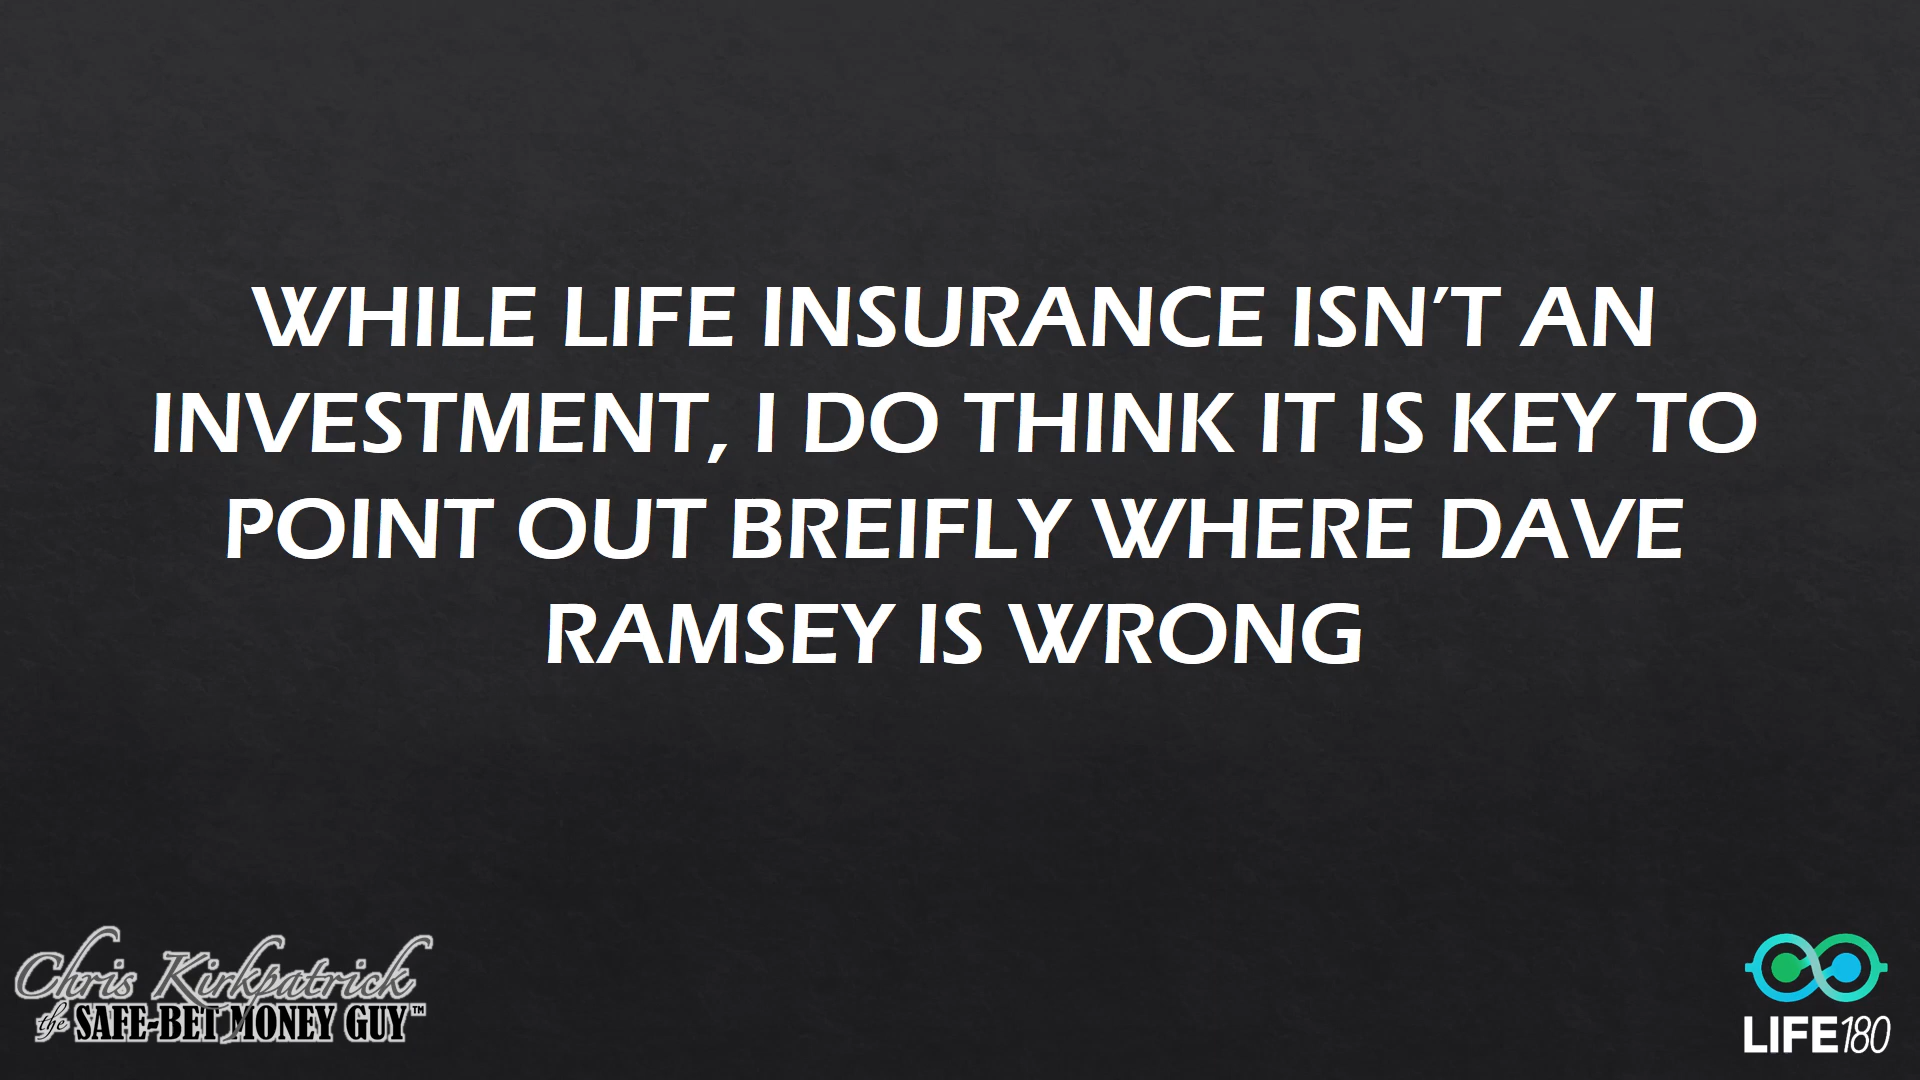 WHILE LIFE INSURANCE ISN’T AN
INVESTMENT, I DO THINK IT IS KEY TO
POINT OUT BREIFLY WHERE DAVE
RAMSEY IS WRONG
Chris Kirkpatrick
the SAFE-BET MONEY GUY™
LIFE180